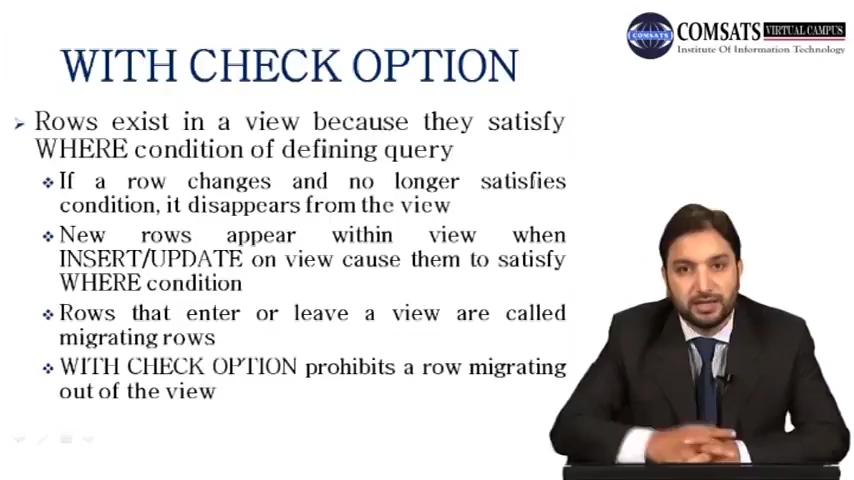 COMSATS VIRTUAL CAMPUS
COMSATS
Institute Of Information Technology
WITH CHECK OPTION
Rows exist in a view because they satisfy
WHERE condition of defining query
If a row changes and no longer satisfies
condition, it disappears from the view
New rows appear within view when
INSERT/UPDATE on view cause them to satisfy
WHERE condition
Rows that enter or leave a view are called
migrating rows
WITH CHECK OPTION prohibits a row migrating
out of the view